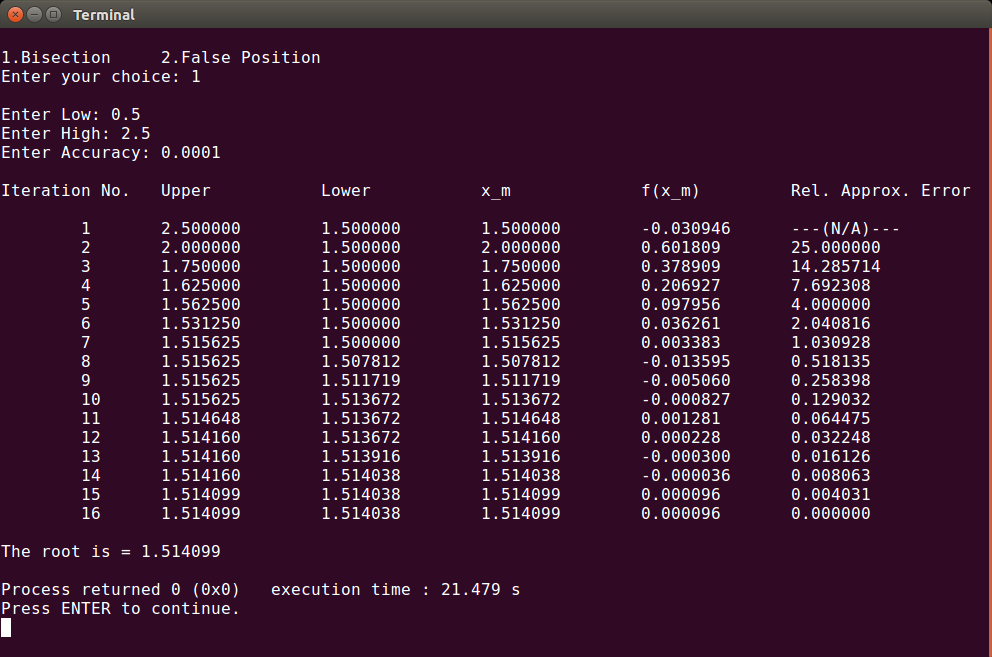 Terminal
1.Bisection     2.False Position
Enter your choice: 1
Enter Low: 0.5
Enter High: 2.5
Enter Accuracy: 0.0001
Iteration No.   Upper           Lower           x_m             f(x_m)         Rel. Approx. Error
1       2.500000        1.500000        1.500000        -0.030946      ---(N/A)---
2       2.000000        1.500000        2.000000        0.601809       25.000000
3       1.750000        1.500000        1.750000        0.378909       14.285714
4       1.625000        1.500000        1.625000        0.206927       7.692308
5       1.562500        1.500000        1.562500        0.097956       4.000000
6       1.531250        1.500000        1.531250        0.036261       2.040816
7       1.515625        1.500000        1.515625        0.003383       1.030928
8       1.515625        1.507812        1.507812        -0.013595      0.518135
9       1.515625        1.511719        1.511719        -0.005060      0.258398
10      1.515625        1.513672        1.513672        -0.000827      0.129032
11      1.514648        1.513672        1.514648        0.001281       0.064475
12      1.514160        1.513672        1.514160        0.000228       0.032248
13      1.514160        1.513916        1.513916        -0.000300      0.016126
14      1.514160        1.514038        1.514038        -0.000036      0.008063
15      1.514099        1.514038        1.514099        0.000096       0.004031
16      1.514099        1.514038        1.514099        0.000096       0.000000
The root is = 1.514099
Process returned 0 (0x0)   execution time : 21.479 s
Press ENTER to continue.